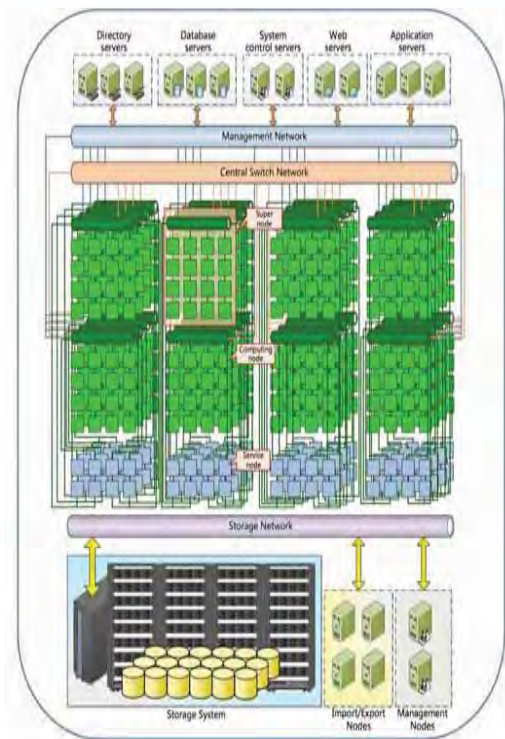 Directory
servers
Database
servers
System
control servers
Web
servers
Application
servers
Management Network
Central Switch Network
Super
node
Computing
node
Service
node
Storage Network
Storage System
Import/Export
Nodes
Management
Nodes